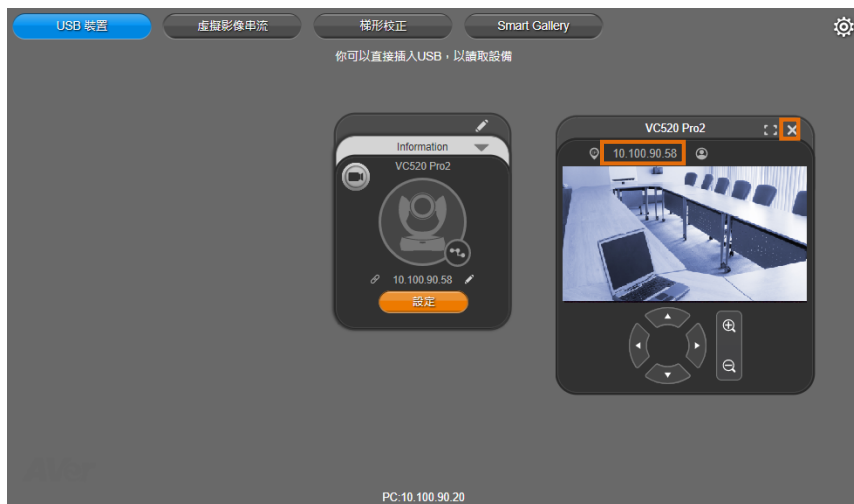 USB 裝置
虛擬影像串流
梯形校正
Smart Gallery
你可以直接插入USB，以讀取設備
Information
VC520 Pro2
10.100.90.58
設定
VC520 Pro2
10.100.90.58
AVer
PC:10.100.90.20